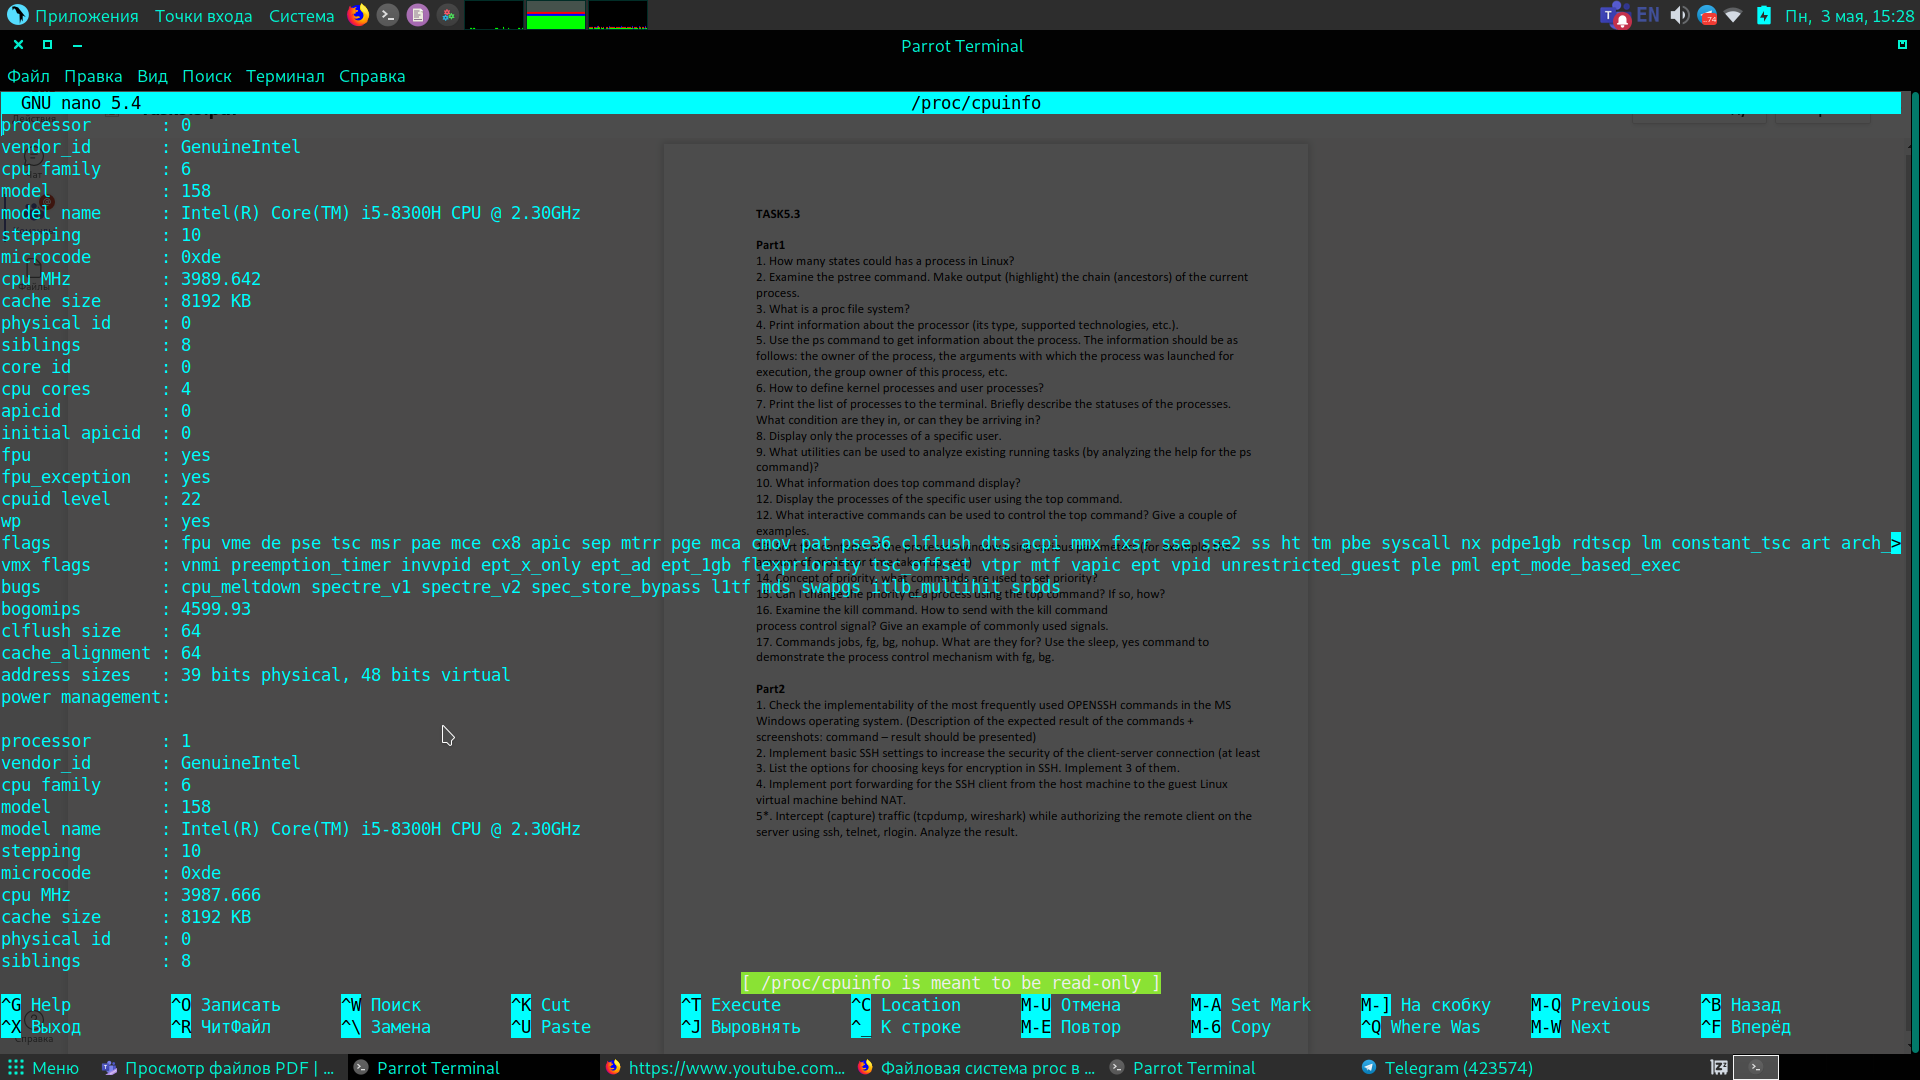 Приложения Точки входа Система EN 74 Пн, 3 мая, 15:28
Parrot Terminal
Файл Правка Вид Поиск Терминал Справка
GNU nano 5.4 /proc/cpuinfo
processor : 0
vendor_id : GenuineIntel
cpu family : 6
model : 158
model name : Intel(R) Core(TM) i5-8300H CPU @ 2.30GHz
stepping : 10
microcode : 0xde
cpu MHz : 3989.642
cache size : 8192 KB
physical id : 0
siblings : 8
core id : 0
cpu cores : 4
apicid : 0
initial apicid : 0
fpu : yes
fpu_exception : yes
cpuid level : 22
wp : yes
flags : fpu vme de pse tsc msr pae mce cx8 apic sep mtrr pge mca cmov pat pse36 clflush dts acpi mmx fxsr sse sse2 ss ht tm pbe syscall nx pdpe1gb rdtscp lm constant_tsc art arch_>
vmx flags : vnmi preemption_timer invvpid ept_x_only ept_ad ept_1gb flexpriority tsc_offset vtpr mtf vapic ept vpid unrestricted_guest ple pml ept_mode_based_exec
bugs : cpu_meltdown spectre_v1 spectre_v2 spec_store_bypass l1tf mds swapgs itlb_multihit srbds
bogomips : 4599.93
clflush size : 64
cache_alignment : 64
address sizes : 39 bits physical, 48 bits virtual
power management:
processor : 1
vendor_id : GenuineIntel
cpu family : 6
model : 158
model name : Intel(R) Core(TM) i5-8300H CPU @ 2.30GHz
stepping : 10
microcode : 0xde
cpu MHz : 3987.666
cache size : 8192 KB
physical id : 0
siblings : 8
TASK5.3
Part1
1. How many states could has a process in Linux?
2. Examine the pstree command. Make output (highlight) the chain (ancestors) of the current
process.
3. What is a proc file system?
4. Print information about the processor (its type, supported technologies, etc.).
5. Use the ps command to get information about the process. The information should be as
follows: the owner of the process, the arguments with which the process was launched for
execution, the group owner of this process, etc.
6. How to define kernel processes and user processes?
7. Print the list of processes to the terminal. Briefly describe the statuses of the processes.
What condition are they in, or can they be arriving in?
8. Display only the processes of a specific user.
9. What utilities can be used to analyze existing running tasks (by analyzing the help for the ps
command)?
10. What information does top command display?
12. Display the processes of the specific user using the top command.
12. What interactive commands can be used to control the top command? Give a couple of
examples.
14. Concept of priority, what commands are used to set priority?
15. Can I change the priority of a process using the top command? If so, how?
16. Examine the kill command. How to send with the kill command
process control signal? Give an example of commonly used signals.
17. Commands jobs, fg, bg, nohup. What are they for? Use the sleep, yes command to
demonstrate the process control mechanism with fg, bg.
Part2
1. Check the implementability of the most frequently used OPENSSH commands in the MS
Windows operating system. (Description of the expected result of the commands +
screenshots: command – result should be presented)
2. Implement basic SSH settings to increase the security of the client-server connection (at least
3. List the options for choosing keys for encryption in SSH. Implement 3 of them.
4. Implement port forwarding for the SSH client from the host machine to the guest Linux
virtual machine behind NAT.
5*. Intercept (capture) traffic (tcpdump, wireshark) while authorizing the remote client on the
server using ssh, telnet, rlogin. Analyze the result.
[ /proc/cpuinfo is meant to be read-only ]
^G Help ^O Записать ^W Поиск ^K Cut ^T Execute ^C Location M-U Отмена M-A Set Mark M-] На скобку M-Q Previous ^B Назад
^X Выход ^R ЧитФайл ^\ Замена ^U Paste ^J Выровнять ^_ К строке M-E Повтор M-6 Copy ^Q Where Was M-W Next ^F Вперёд
Справка
Меню Просмотр файлов PDF | ... Parrot Terminal https://www.youtube.com... Файловая система proc в ... Parrot Terminal Telegram (423574)